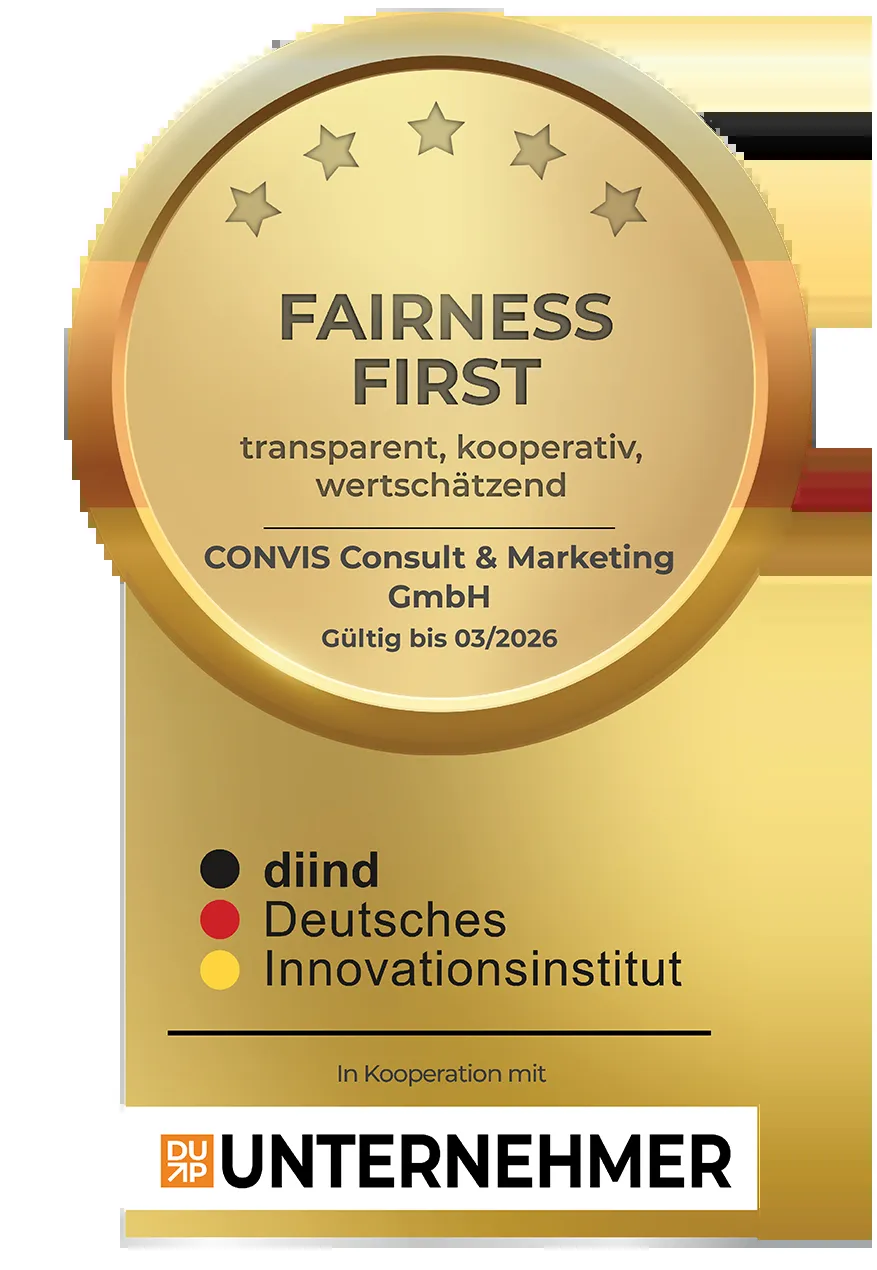 FAIRNESS
FIRST
transparent, kooperativ,
wertschätzend
CONVIS Consult & Marketing
GmbH
Gültig bis 03/2026
diind
Deutsches
Innovationsinstitut
In Kooperation mit
DUUP UNTERNEHMER